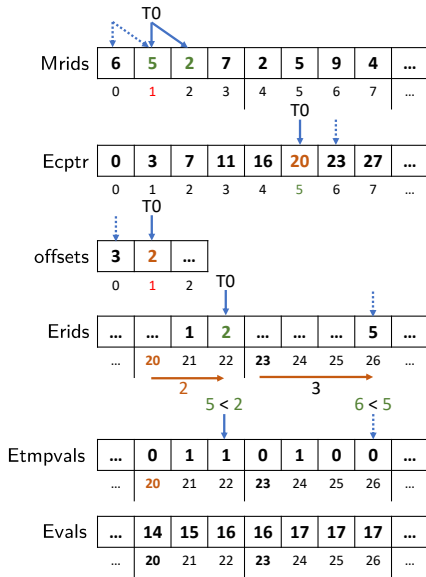 T0
Mrids 6 5 2 7 2 5 9 4 ...
0 1 2 3 4 5 6 7 ...
T0
Ecptr 0 3 7 11 16 20 23 27 ...
0 1 2 3 4 5 6 7 ...
T0
offsets 3 2 ...
0 1 2
T0
Erids ... ... 1 2 ... ... ... 5 ...
... 20 21 22 23 24 25 26 ...
2 3
5 < 2 6 < 5
Etmpvals ... 0 1 1 0 1 0 0 ...
... 20 21 22 23 24 25 26 ...
Evals ... 14 15 16 16 17 17 17 ...
... 20 21 22 23 24 25 26 ...